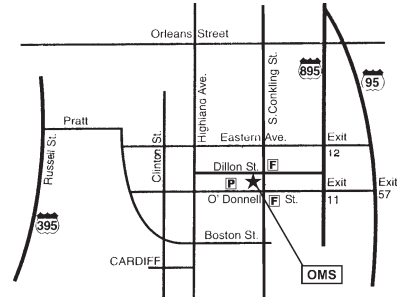 Orleans Street
895
95
Highland Ave.
S. Conkling St.
Pratt
Russell St.
Clinton St.
Eastern Ave.
Exit
12
Dillon St.
F
P
Exit
11
Exit
57
O' Donnell F St.
395
Boston St.
CARDIFF
OMS